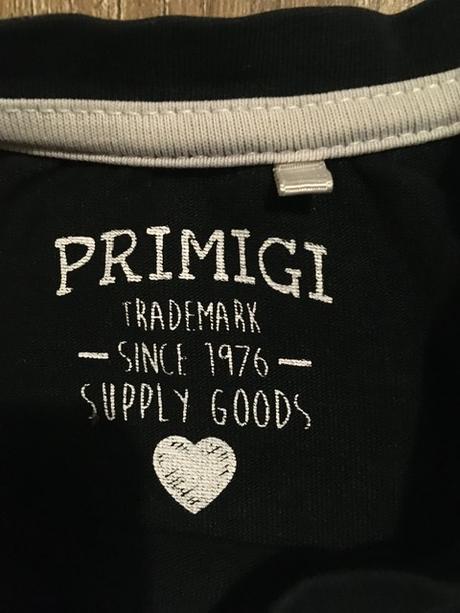 PRIMIGI
TRADEMARK
— SINCE 1976 —
SUPPLY GOODS